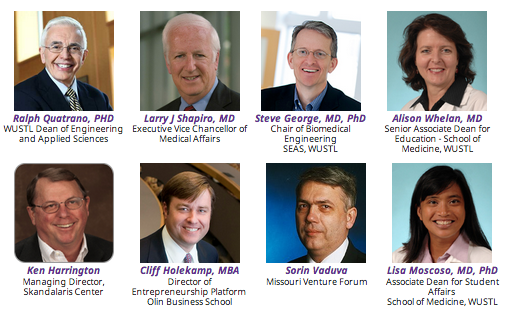 Ralph Quatrano, PHD
WUSTL Dean of Engineering
and Applied Sciences
Larry J Shapiro, MD
Executive Vice Chancellor of
Medical Affairs
Steve George, MD, PhD
Chair of Biomedical
Engineering
SEAS, WUSTL
Alison Whelan, MD
Senior Associate Dean for
Education - School of
Medicine, WUSTL
Ken Harrington
Managing Director,
Skandalaris Center
Cliff Holekamp, MBA
Director of
Entrepreneurship Platform
Olin Business School
Sorin Vaduva
Missouri Venture Forum
Lisa Moscoso, MD, PhD
Associate Dean for Student
Affairs
School of Medicine, WUSTL